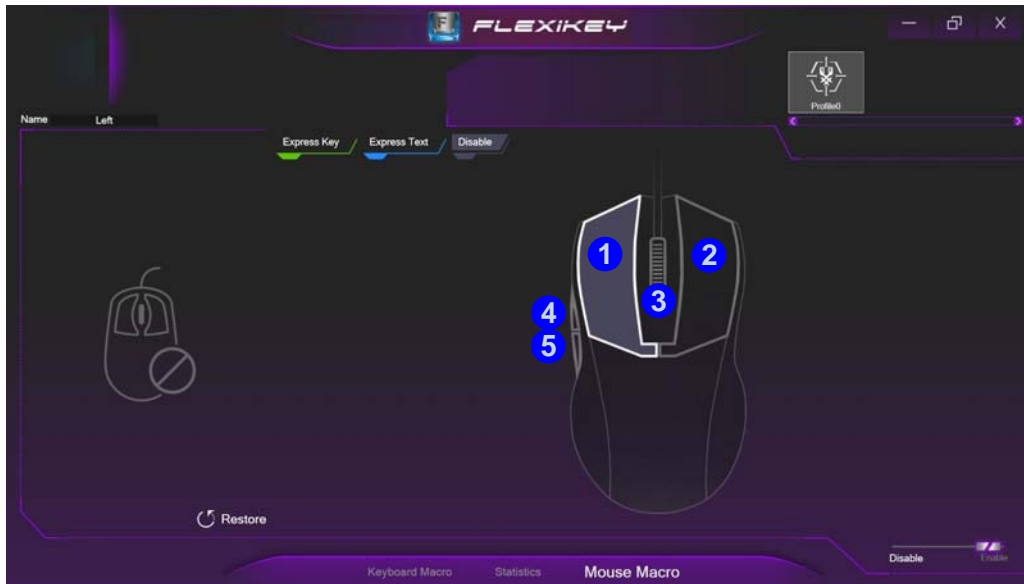 FLEXIKEY
Profile0
Name Left
Express Key Express Text Disable
1
2
3
4
5
Restore
Disable Enable
Keyboard Macro Statistics Mouse Macro